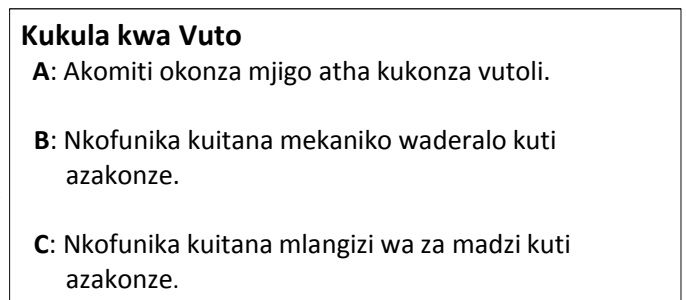 Kukula kwa Vuto
A: Akomiti okonza mjigo atha kukonza vutoli.
B: Nkofunika kuitana mekaniko waderalo kuti
azakonze.
C: Nkofunika kuitana mlangizi wa za madzi kuti
azakonze.